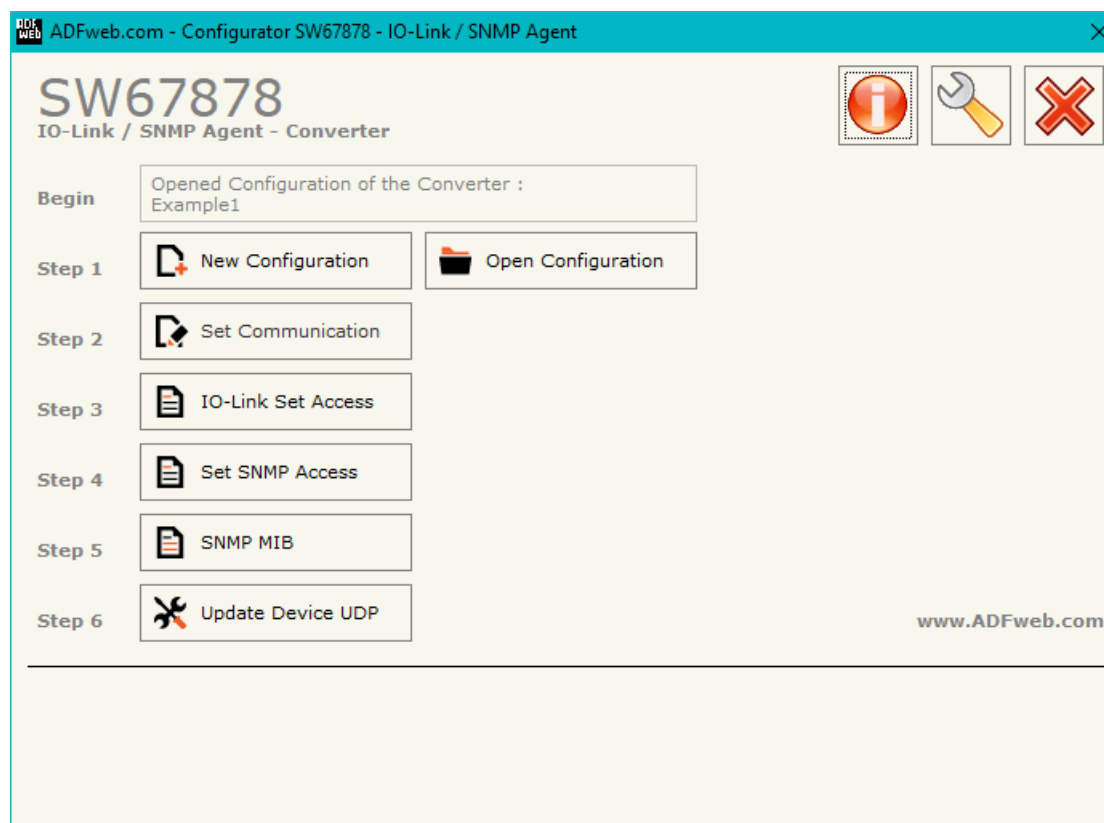 ADF WEB ADFweb.com - Configurator SW67878 - IO-Link / SNMP Agent
SW67878
IO-Link / SNMP Agent - Converter
Begin
Opened Configuration of the Converter :
Example1
Step 1
New Configuration
Open Configuration
Step 2
Set Communication
Step 3
IO-Link Set Access
Step 4
Set SNMP Access
Step 5
SNMP MIB
Step 6
Update Device UDP
www.ADFweb.com